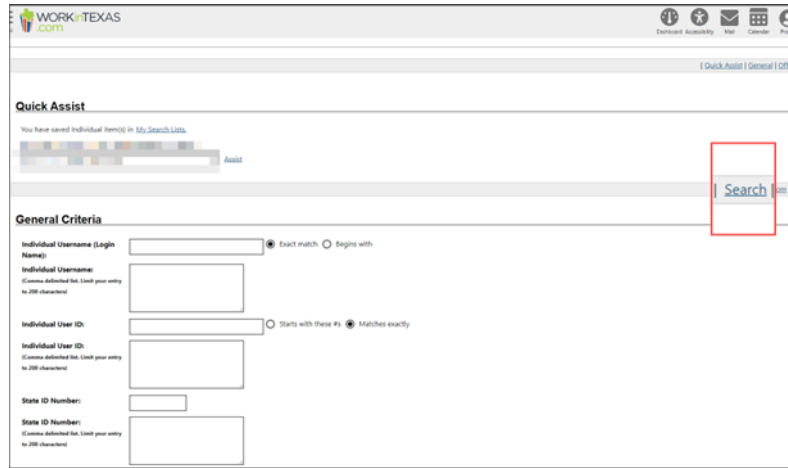 WORKinTEXAS
.com
Dashboard Accessibility Mail Calendar
[ Quick Assist | General |
Quick Assist
You have saved Individual item(s) in My Search Lists.
Assist
| Search |
General Criteria
Individual Username (Login
Name):
Exact match Begins with
Individual Username:
(Comma delimited list. Limit your entry
to 200 characters)
Individual User ID:
Starts with these #s Matches exactly
Individual User ID:
(Comma delimited list. Limit your entry
to 200 characters)
State ID Number:
State ID Number:
(Comma delimited list. Limit your entry
to 200 characters)